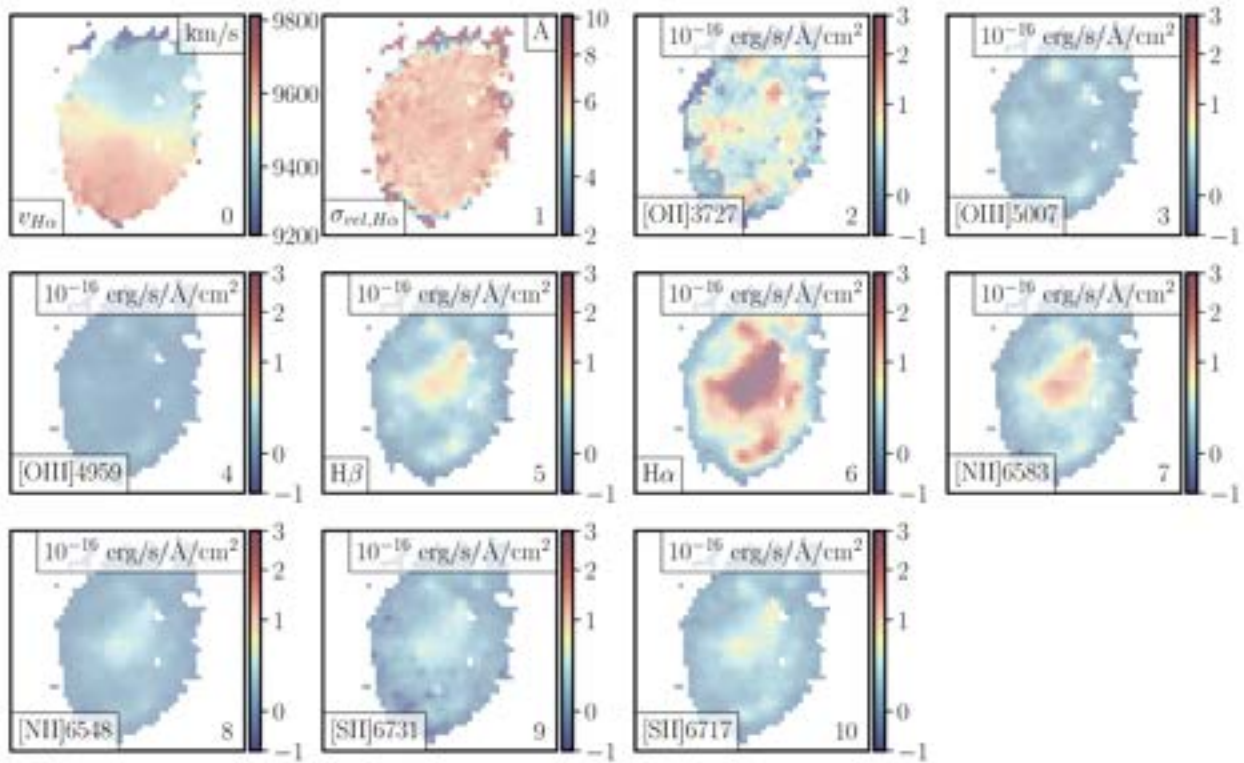 km/s
v_{Hα}
0
9800
9600
9400
9200
Å
σ_{vel,Hα}
1
10
8
6
4
2
10^{-16} erg/s/Å/cm^2
[OII]3727
2
3
2
1
0
−1
10^{-16} erg/s/Å/cm^2
[OIII]5007
3
3
2
1
0
−1
10^{-16} erg/s/Å/cm^2
[OIII]4959
4
3
2
1
0
−1
10^{-16} erg/s/Å/cm^2
Hβ
5
3
2
1
0
−1
10^{-16} erg/s/Å/cm^2
Hα
6
3
2
1
0
−1
10^{-16} erg/s/Å/cm^2
[NII]6583
7
3
2
1
0
−1
10^{-16} erg/s/Å/cm^2
[NII]6548
8
3
2
1
0
−1
10^{-16} erg/s/Å/cm^2
[SII]6731
9
3
2
1
0
−1
10^{-16} erg/s/Å/cm^2
[SII]6717
10
3
2
1
0
−1